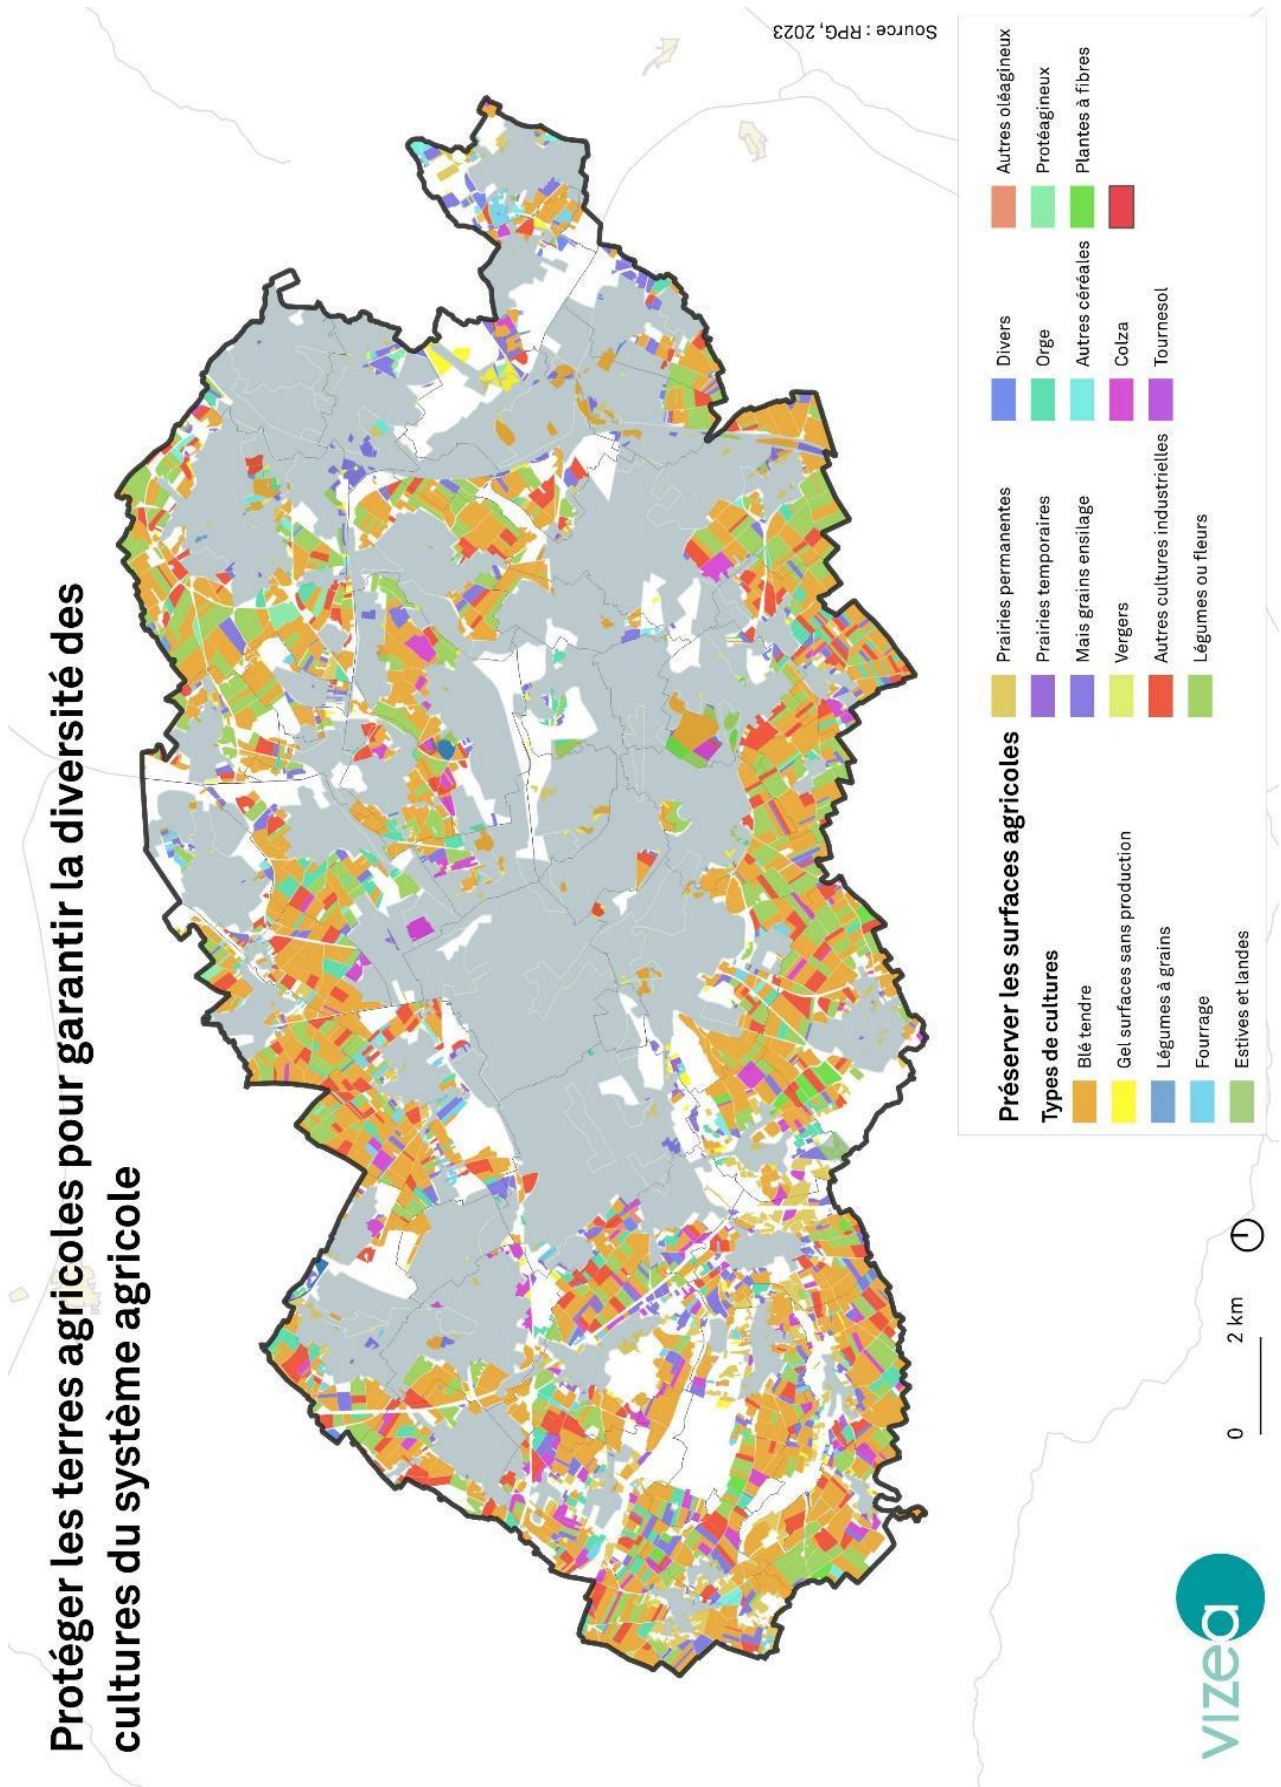 Protéger les terres agricoles pour garantir la diversité des
cultures du système agricole
Source : RPG, 2023
Préserver les surfaces agricoles
Types de cultures
Blé tendre
Gel surfaces sans production
Légumes à grains
Fourrage
Estives et landes
Prairies permanentes
Prairies temporaires
Mais grains ensilage
Vergers
Autres cultures industrielles
Légumes ou fleurs
Divers
Orge
Autres céréales
Colza
Tournesol
Autres oléagineux
Protéagineux
Plantes à fibres
0 2 km
vizea